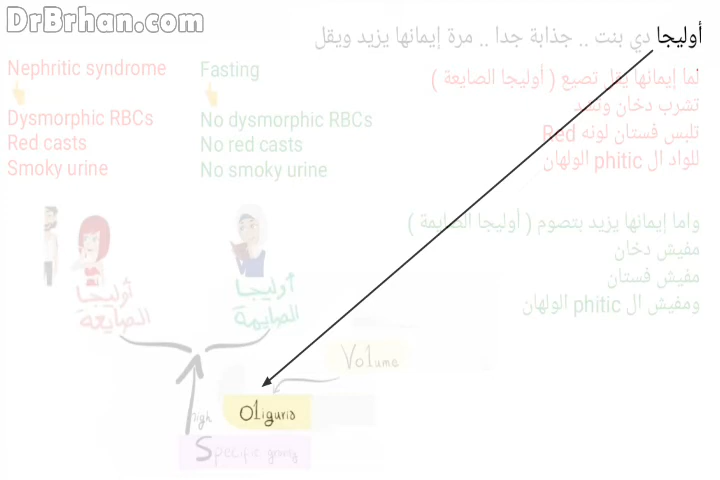 DrBrhan.com
أوليجا دي بنت .. جذابة جدا .. مرة إيمانها يزيد ويقل
Nephritic syndrome
Dysmorphic RBCs
Red casts
Smoky urine
Fasting
No dysmorphic RBCs
No red casts
No smoky urine
لما إيمانها يقل تصيع ( أوليجا الصايعة )
تشرب دخان وتفسد
تلبس فستان لونه Red
للواد ال phitic الولهان
واما إيمانها يزيد بتصوم ( أوليجا الصايمة )
مفيش دخان
مفيش فستان
ومفيش ال phitic الولهان
أوليجا
الصايعة
أوليجا
الصايمة
Volume
high
Oliguria
Specific gravity